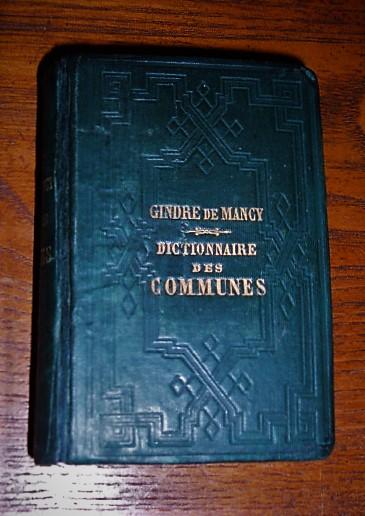 GINDRE DE MANCY
DICTIONNAIRE
DES
COMMUNES